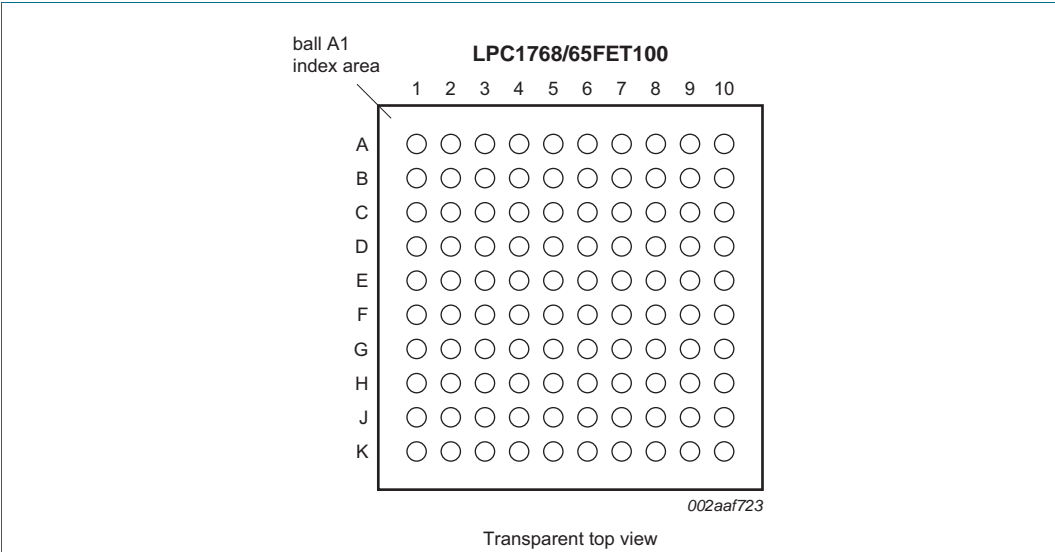 ball A1
index area
LPC1768/65FET100
1 2 3 4 5 6 7 8 9 10
A
B
C
D
E
F
G
H
J
K
002aaf723
Transparent top view